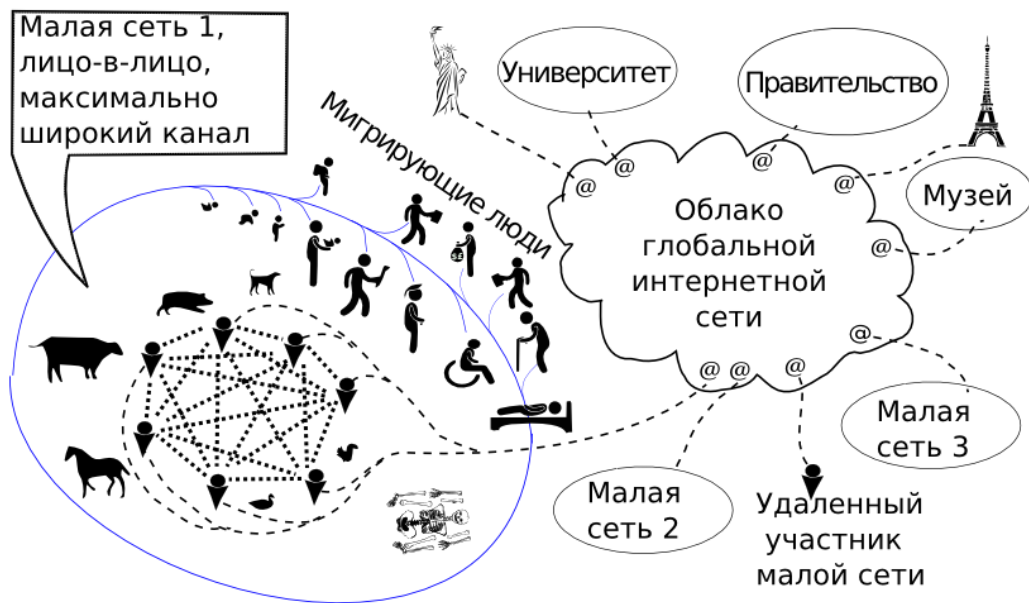 Малая сеть 1,
лицо-в-лицо,
максимально
широкий канал
Мигрирующие люди
Университет
Правительство
Музей
Облако
глобальной
интернетной
сети
@
@
@
@
@
@
@
@
@
$£
Малая
сеть 3
Малая
сеть 2
Удаленный
участник
малой сети